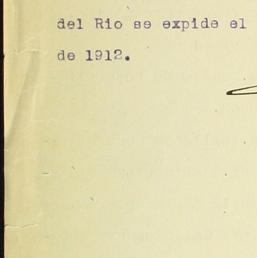 del Rio se expide el
de 1912.